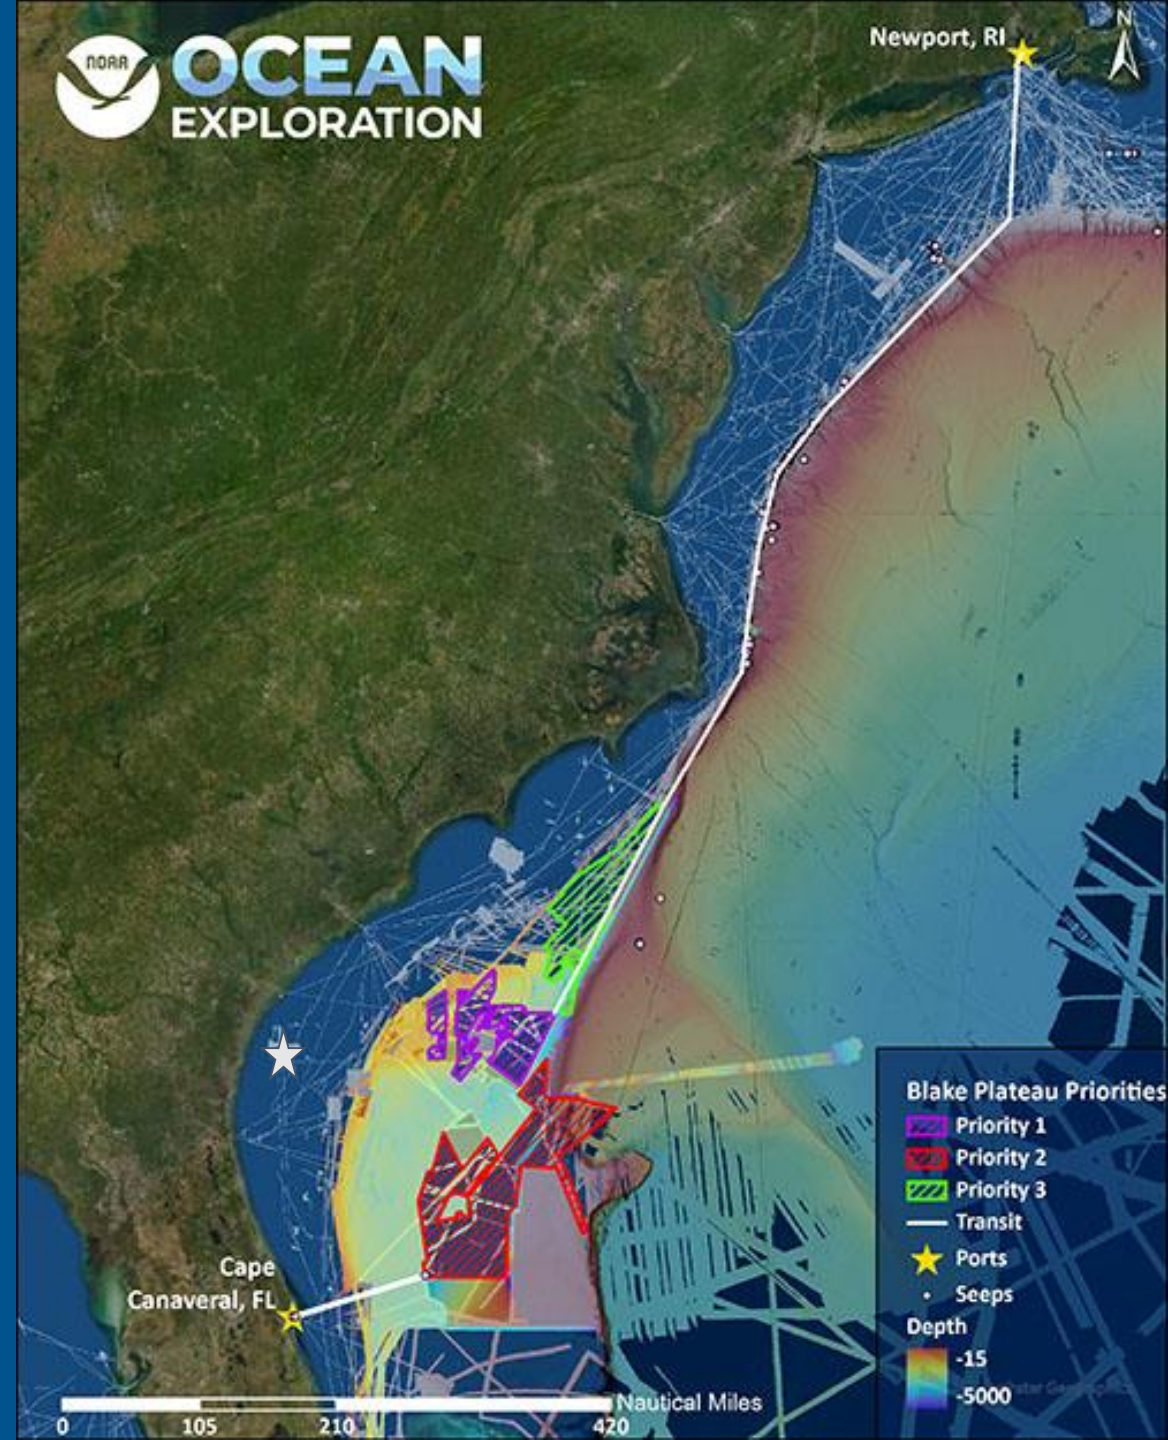 NOAA
OCEAN
EXPLORATION
Newport, RI
N
Cape
Canaveral, FL
Blake Plateau Priorities
Priority 1
Priority 2
Priority 3
Transit
Ports
Seeps
Depth
-15
-5000
Nautical Miles
0 105 210 420